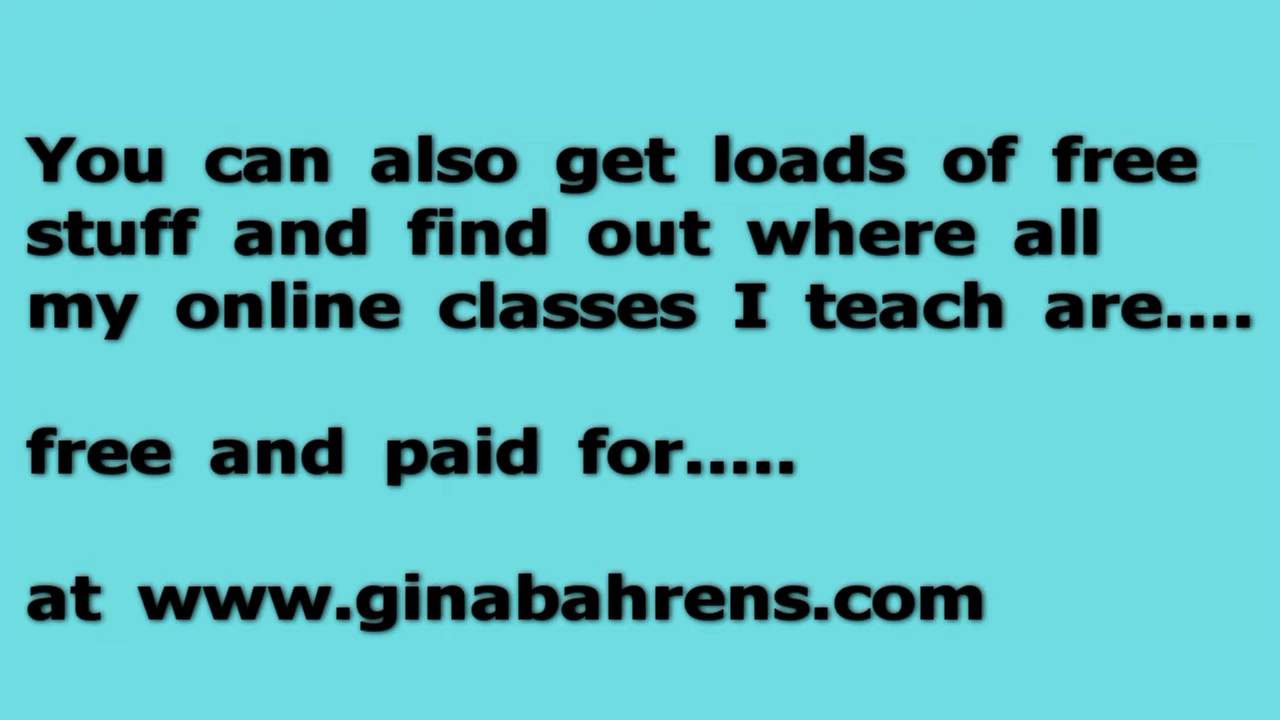 You can also get loads of free
stuff and find out where all
my online classes I teach are....
free and paid for.....
at www.ginabahrens.com